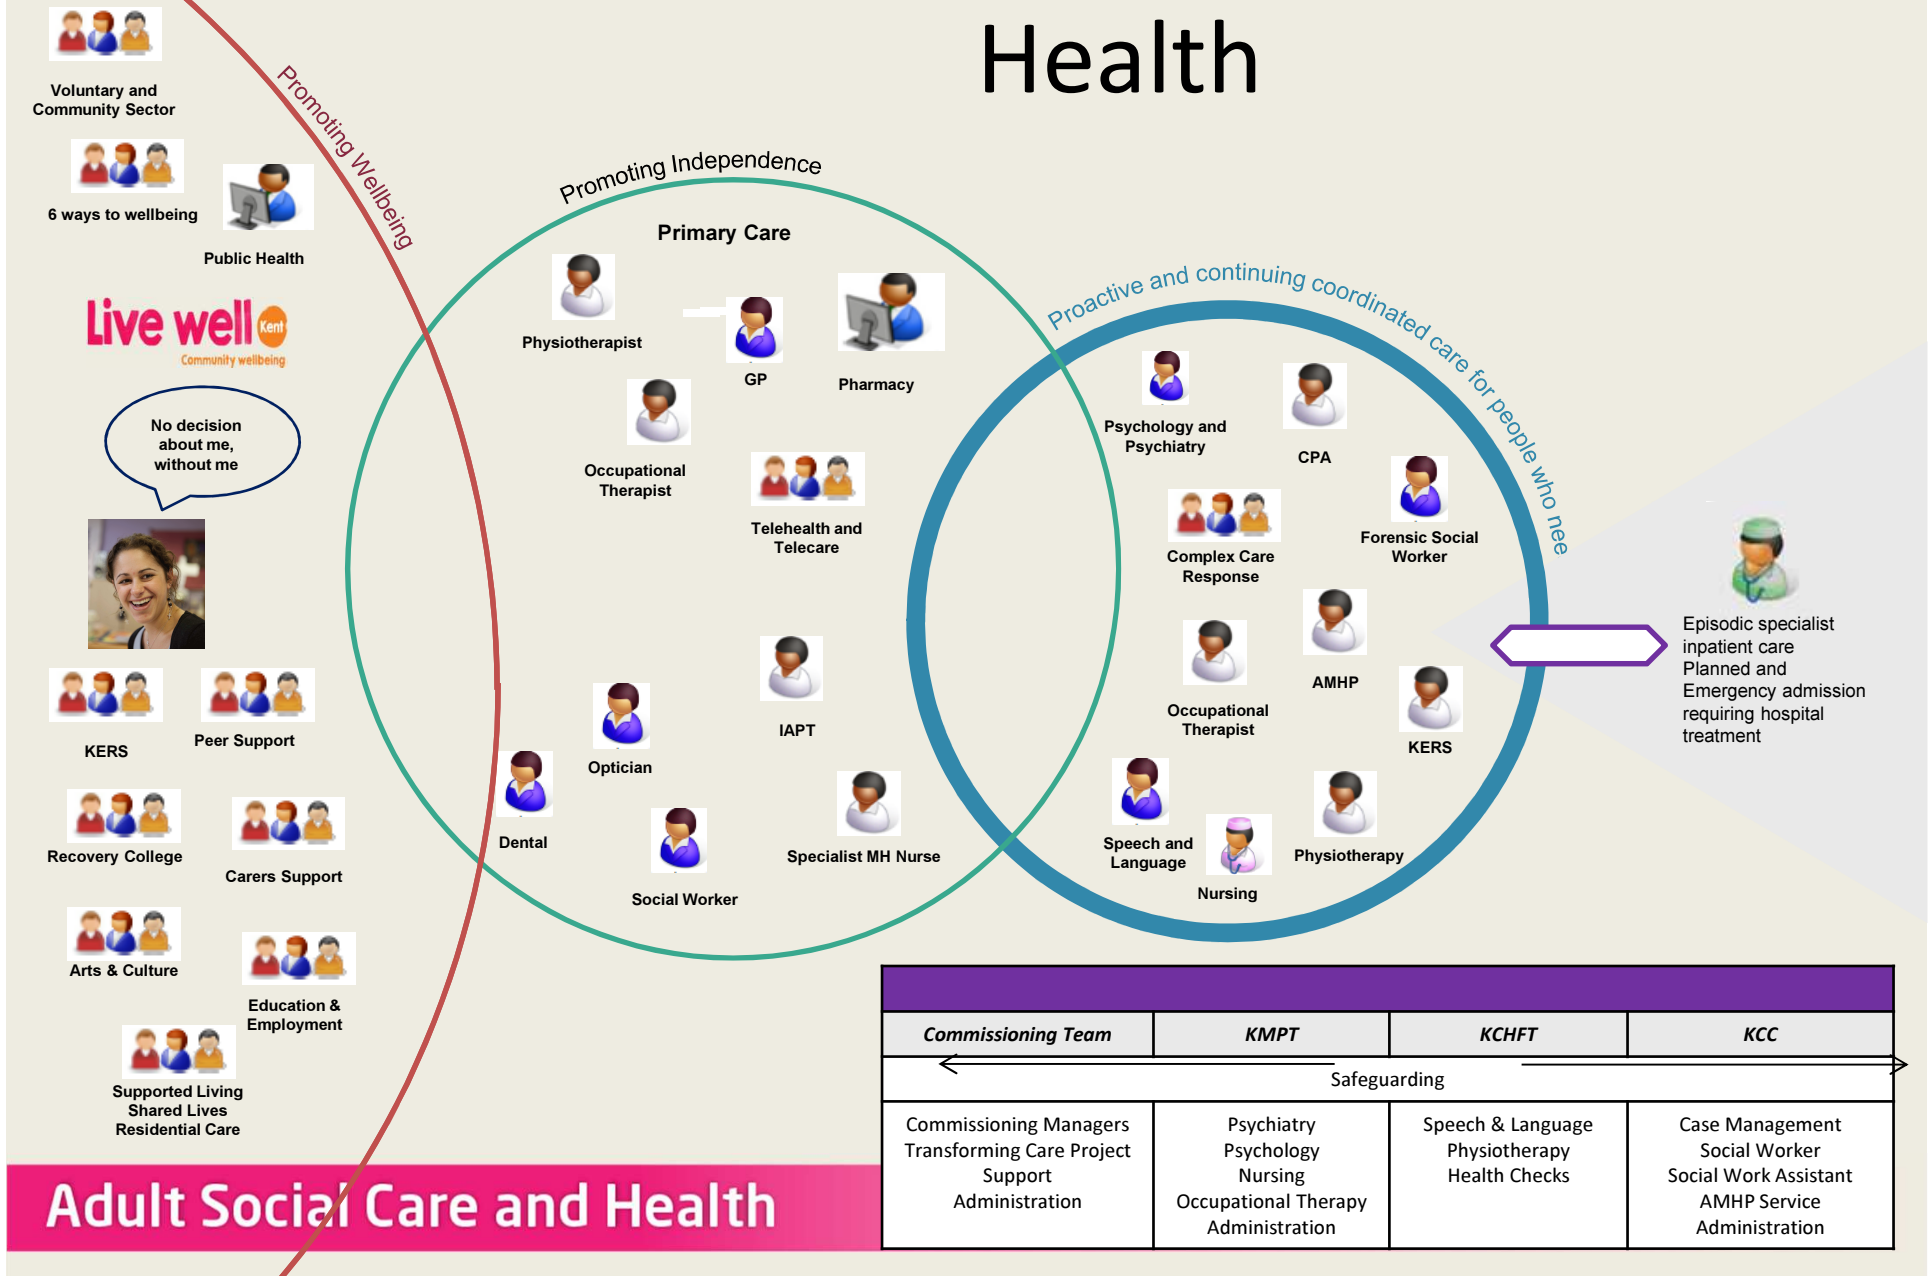 Health
Voluntary and
Community Sector
6 ways to wellbeing
Public Health
Live well Kent
Community wellbeing
No decision
about me,
without me
KERS
Peer Support
Recovery College
Carers Support
Arts & Culture
Education &
Employment
Supported Living
Shared Lives
Residential Care
Promoting Wellbeing
Promoting Independence
Primary Care
Physiotherapist
GP
Pharmacy
Occupational
Therapist
Telehealth and
Telecare
IAPT
Optician
Dental
Specialist MH Nurse
Social Worker
Proactive and continuing coordinated care for people who nee
Psychology and
Psychiatry
CPA
Forensic Social
Worker
Complex Care
Response
AMHP
Occupational
Therapist
KERS
Speech and
Language
Physiotherapy
Nursing
Episodic specialist
inpatient care
Planned and
Emergency admission
requiring hospital
treatment
Commissioning Team KMPT KCHFT KCC
Safeguarding
Commissioning Managers
Transforming Care Project
Support
Administration
Psychiatry
Psychology
Nursing
Occupational Therapy
Administration
Speech & Language
Physiotherapy
Health Checks
Case Management
Social Worker
Social Work Assistant
AMHP Service
Administration
Adult Social Care and Health